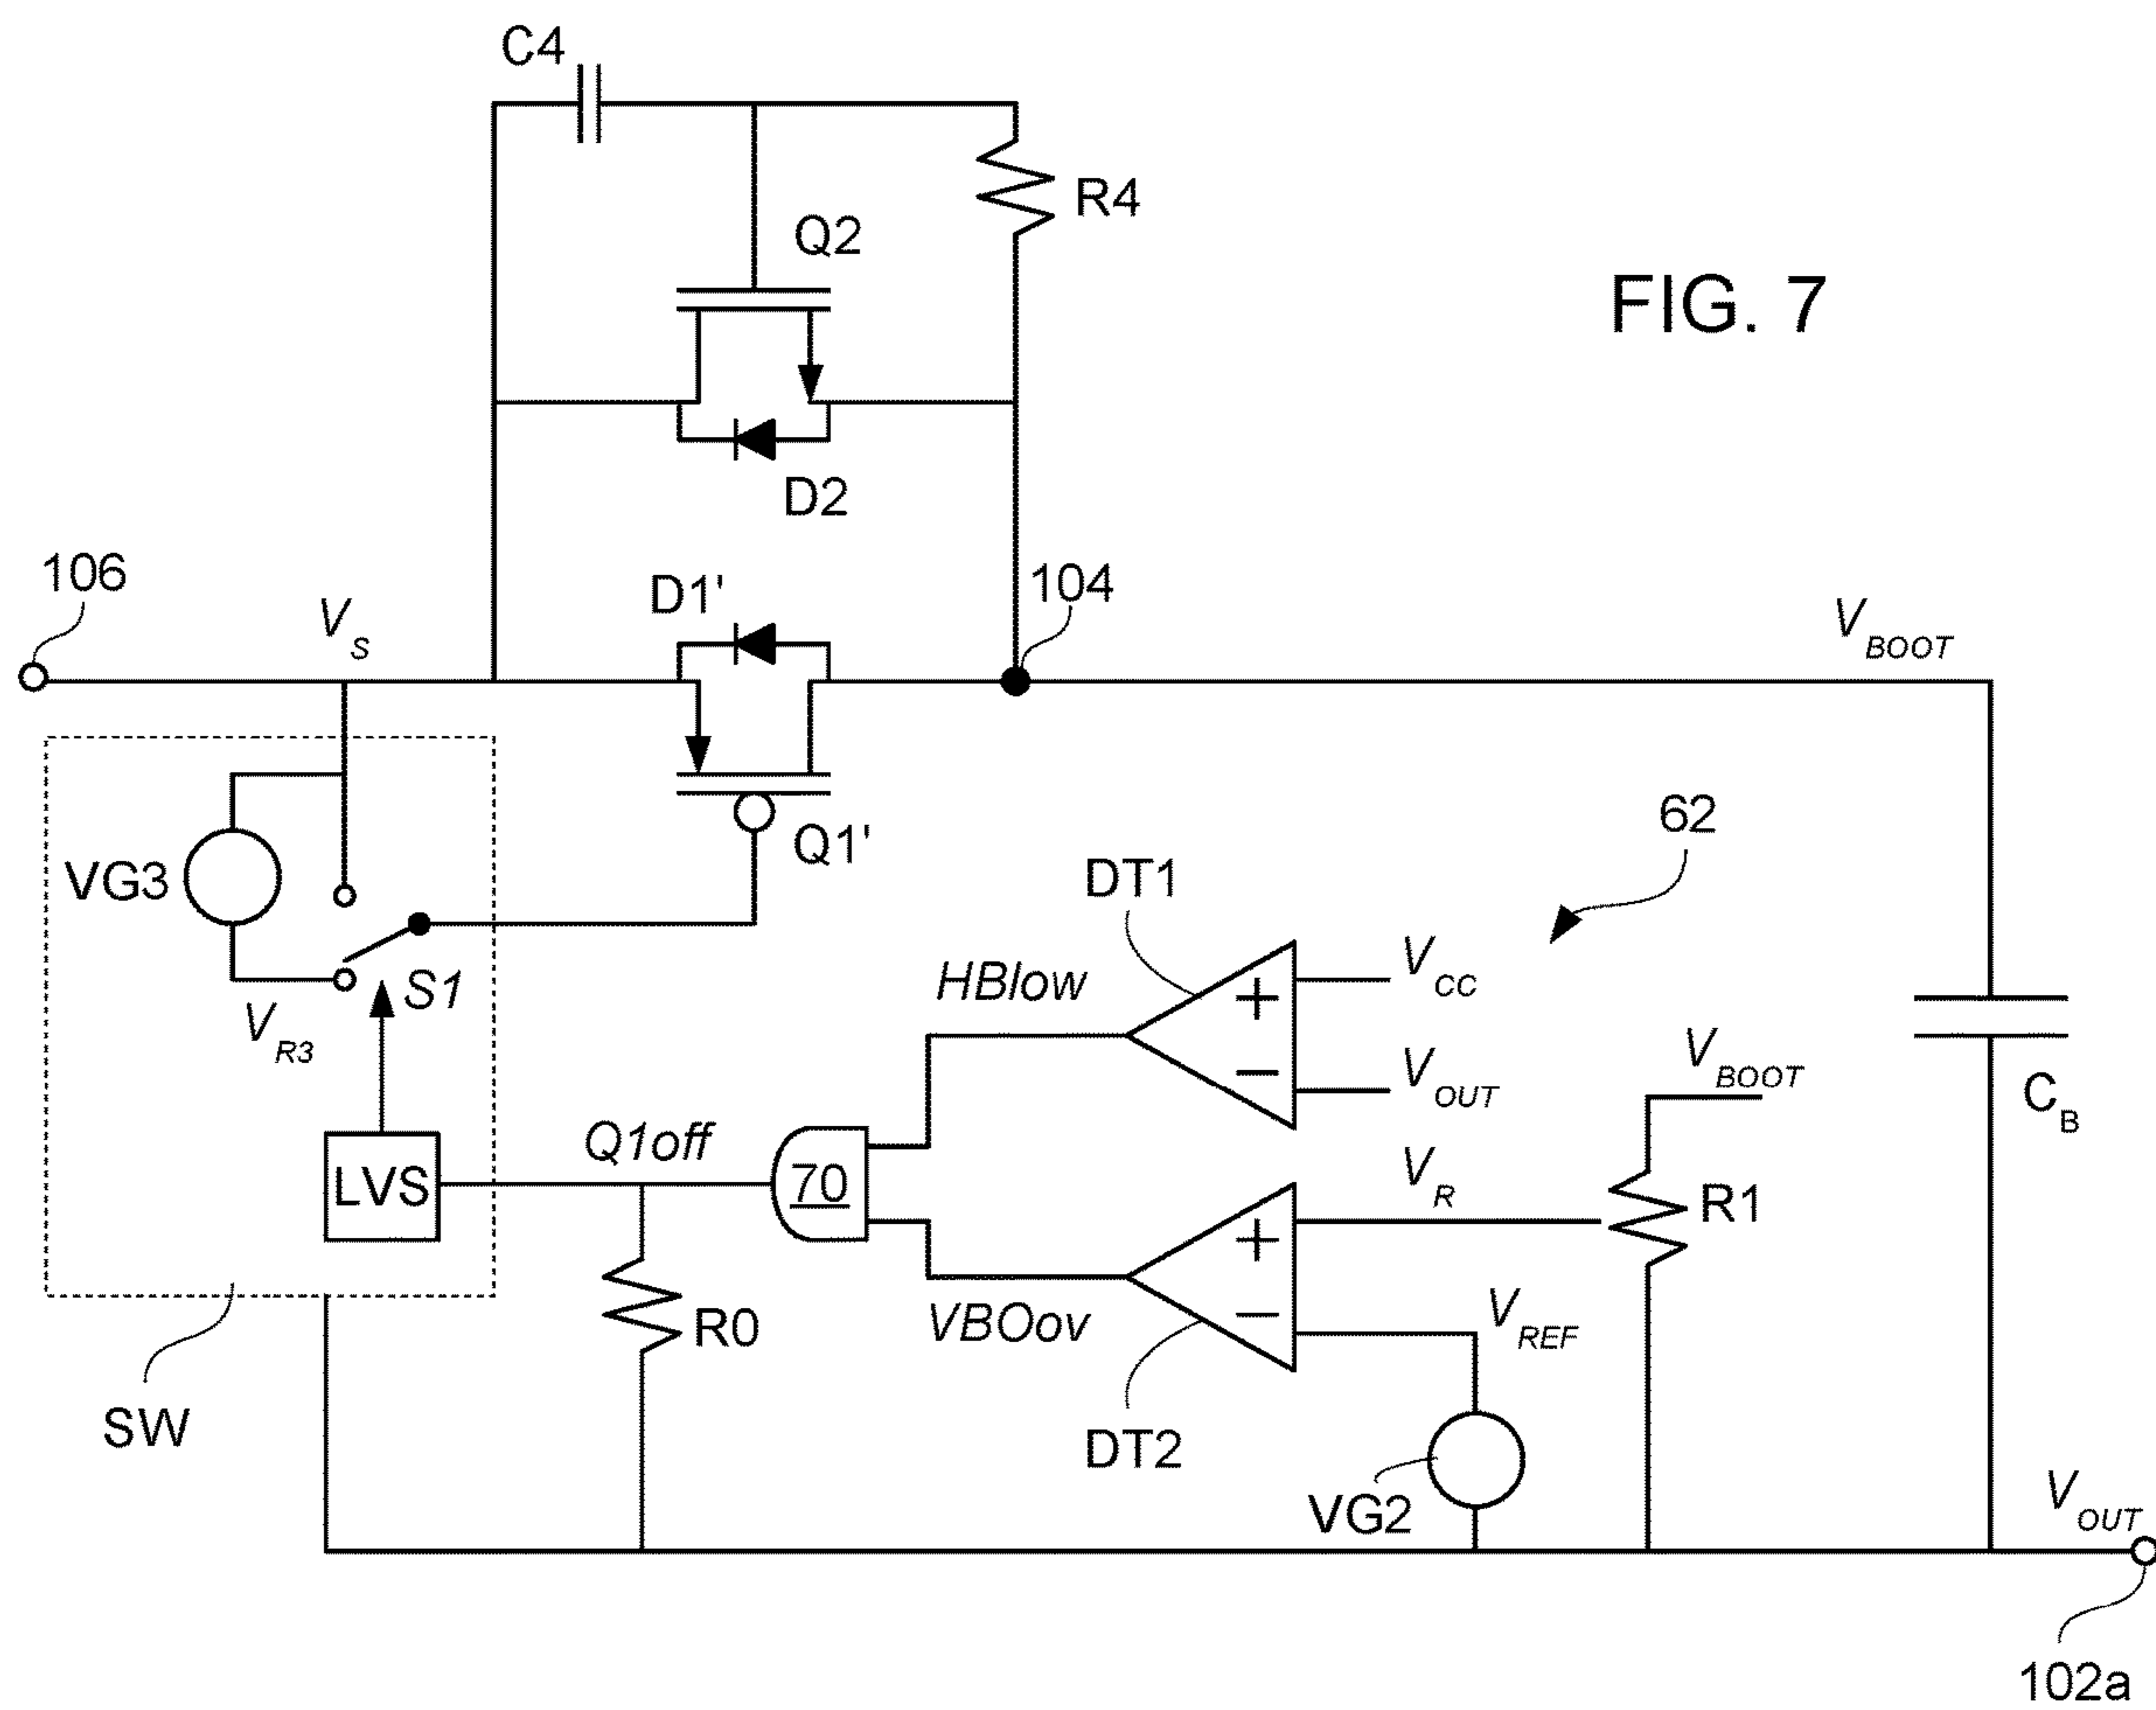 C4
R4
Q2
FIG. 7
D2
106
D1'
104
V_S
V_BOOT
VG3
Q1'
62
DT1
HBlow
+
V_CC
S1
V_R3
−
V_OUT
V_BOOT
C_B
Q1off
LVS
70
V_R
R1
+
R0
VBOov
−
V_REF
SW
DT2
VG2
V_OUT
102a